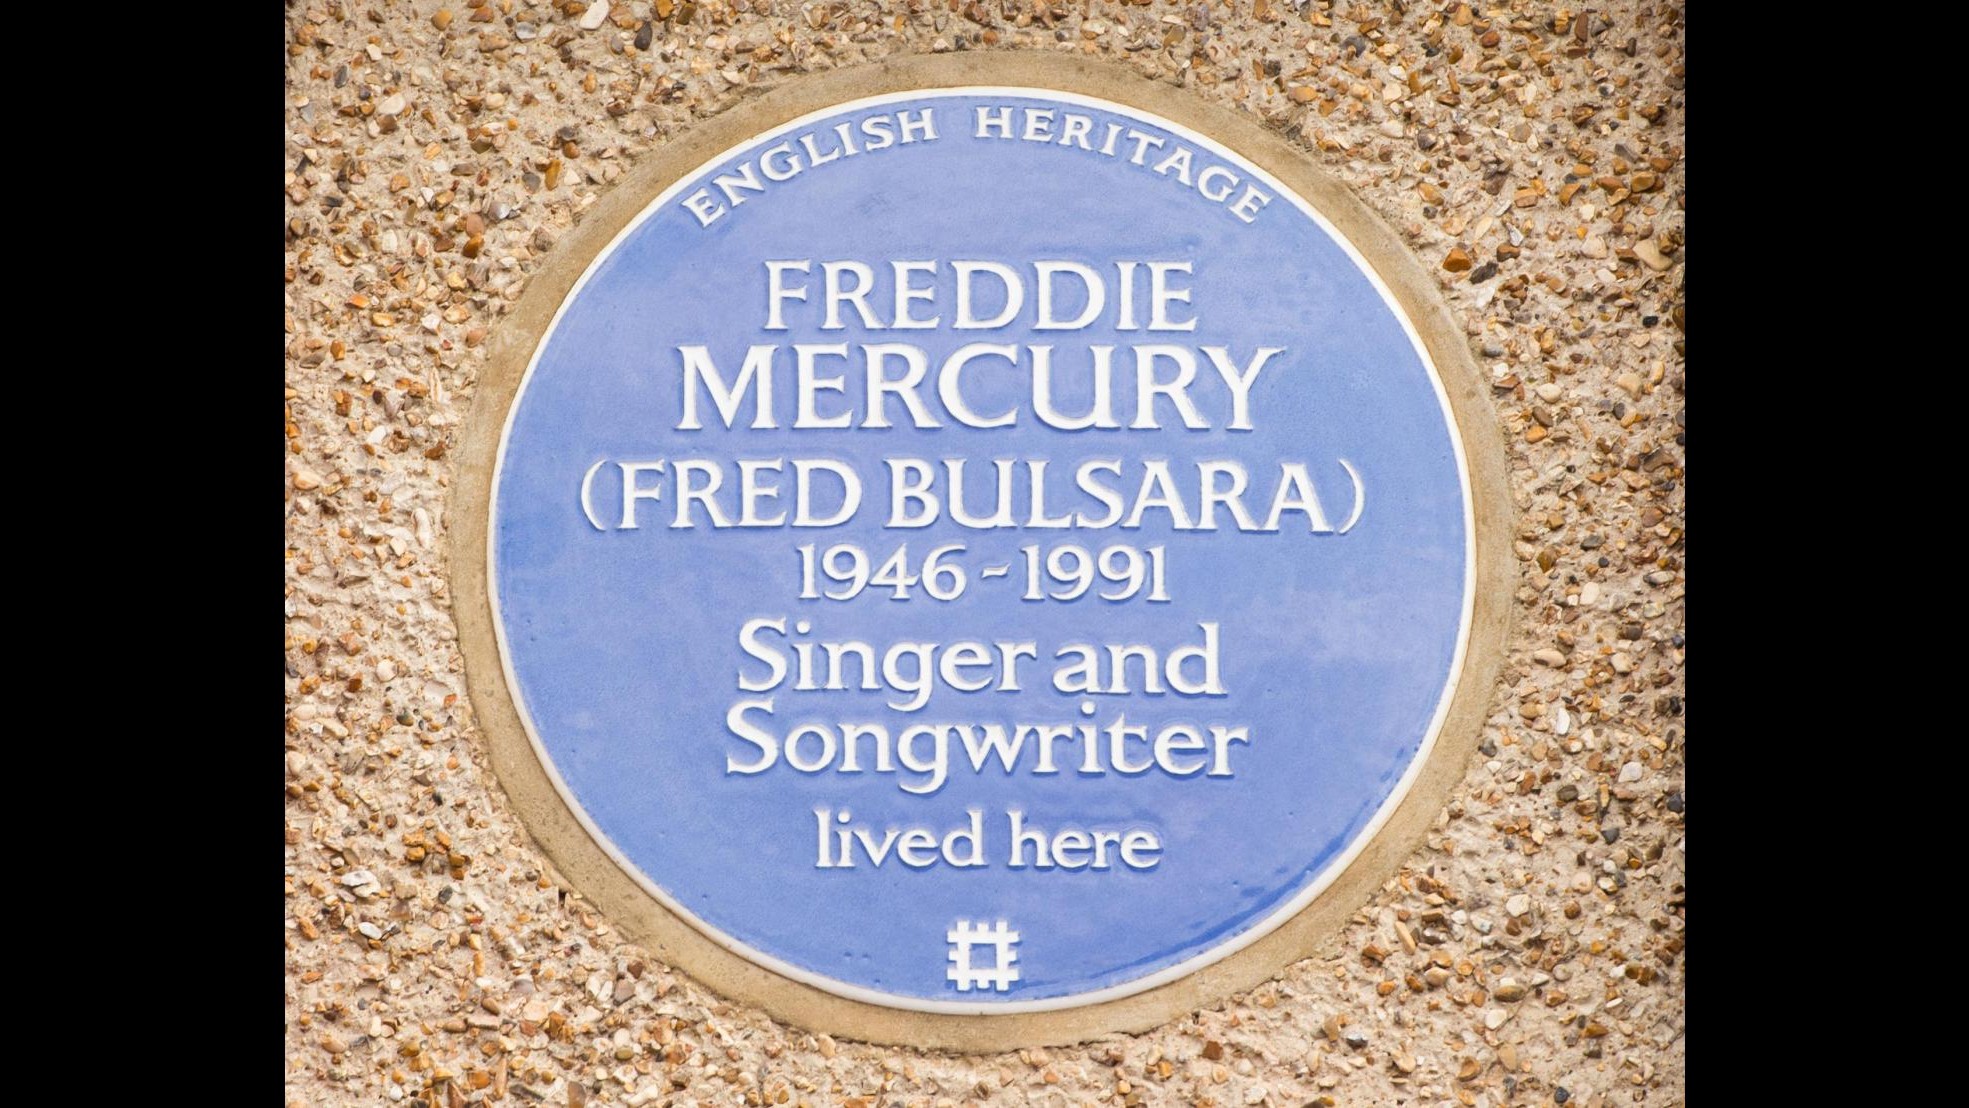 ENGLISH HERITAGE
FREDDIE
MERCURY
(FRED BULSARA)
1946-1991
Singer and
Songwriter
lived here